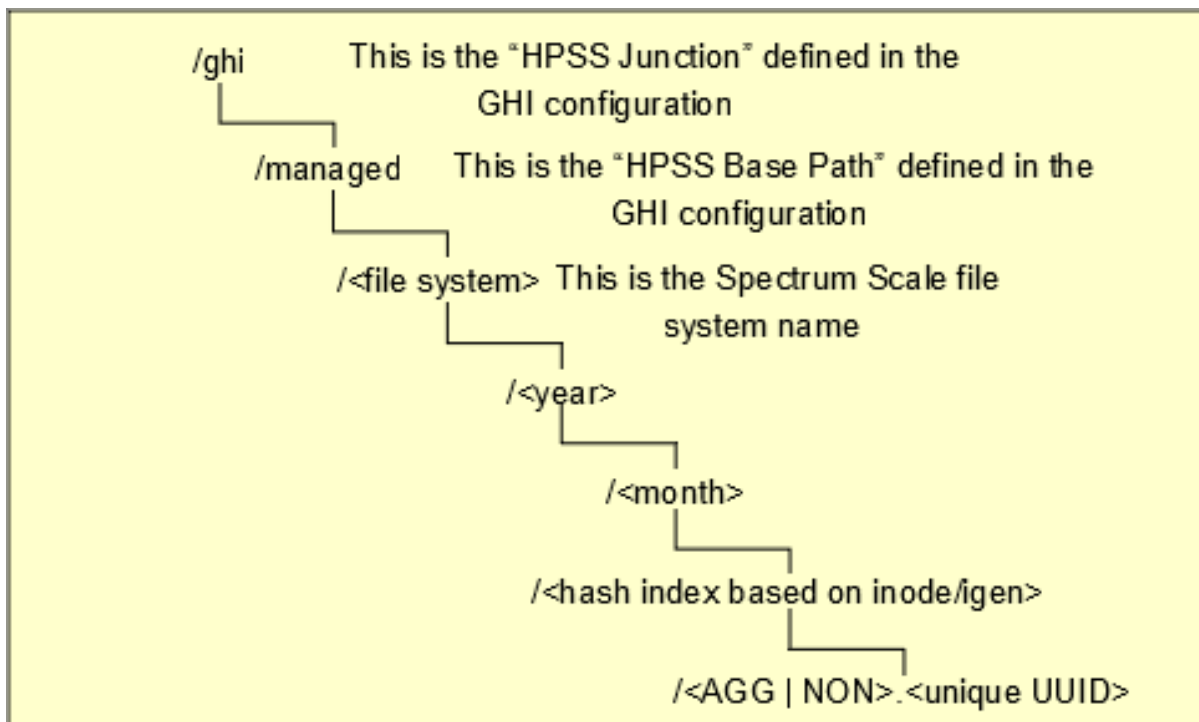 /ghi This is the “HPSS Junction” defined in the
GHI configuration
/managed This is the “HPSS Base Path” defined in the
GHI configuration
/<file system> This is the Spectrum Scale file
system name
/<year>
/<month>
/<hash index based on inode/igen>
/<AGG | NON>.<unique UUID>